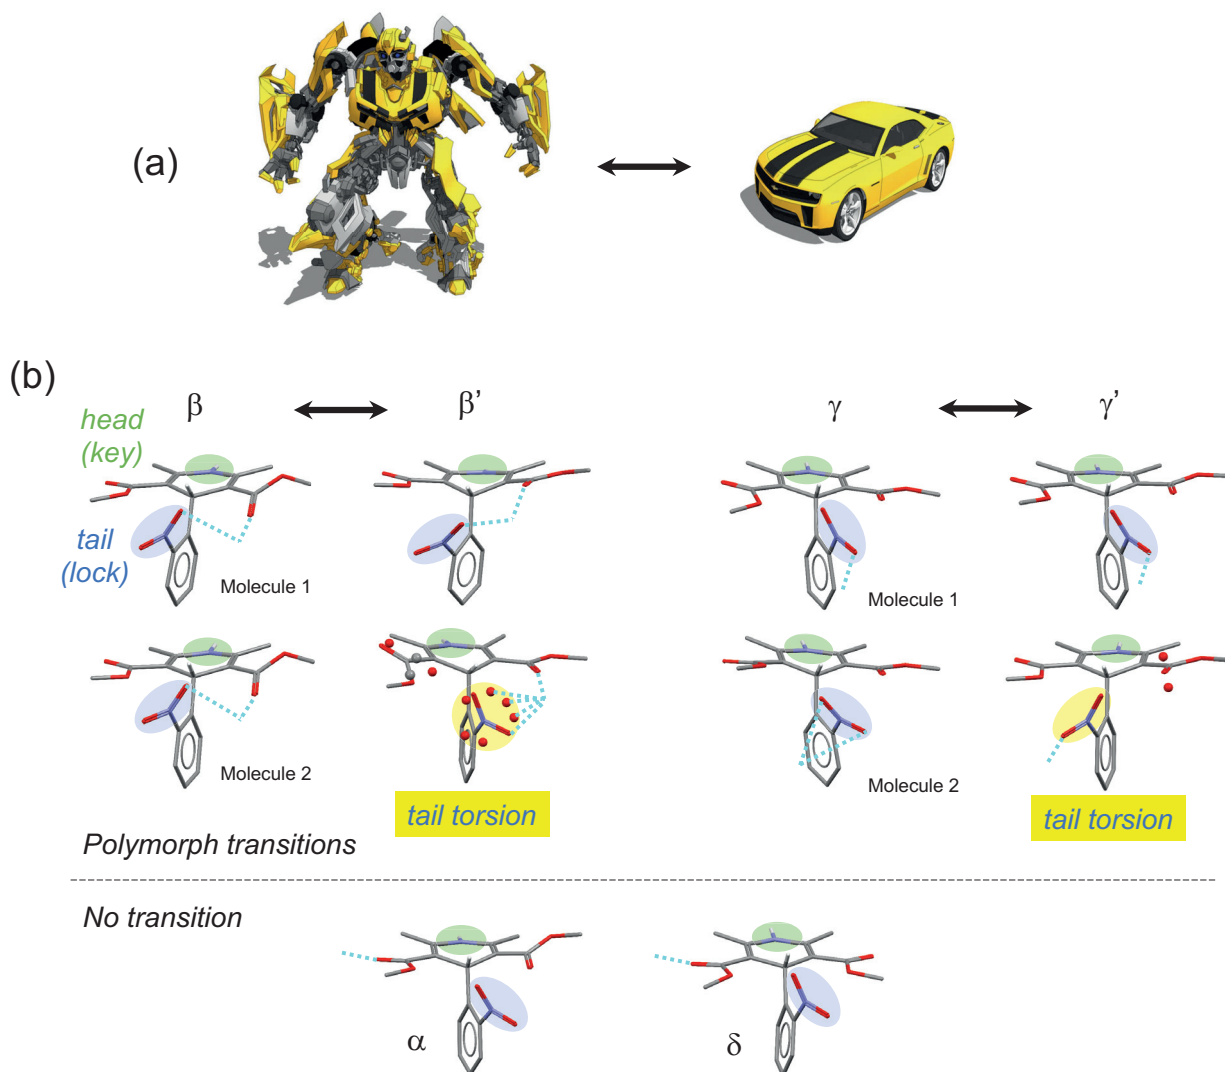 (a)
(b)
β
β’
γ
γ’
head
(key)
tail
(lock)
Molecule 1
Molecule 1
Molecule 2
Molecule 2
tail torsion
tail torsion
Polymorph transitions
No transition
α
δ